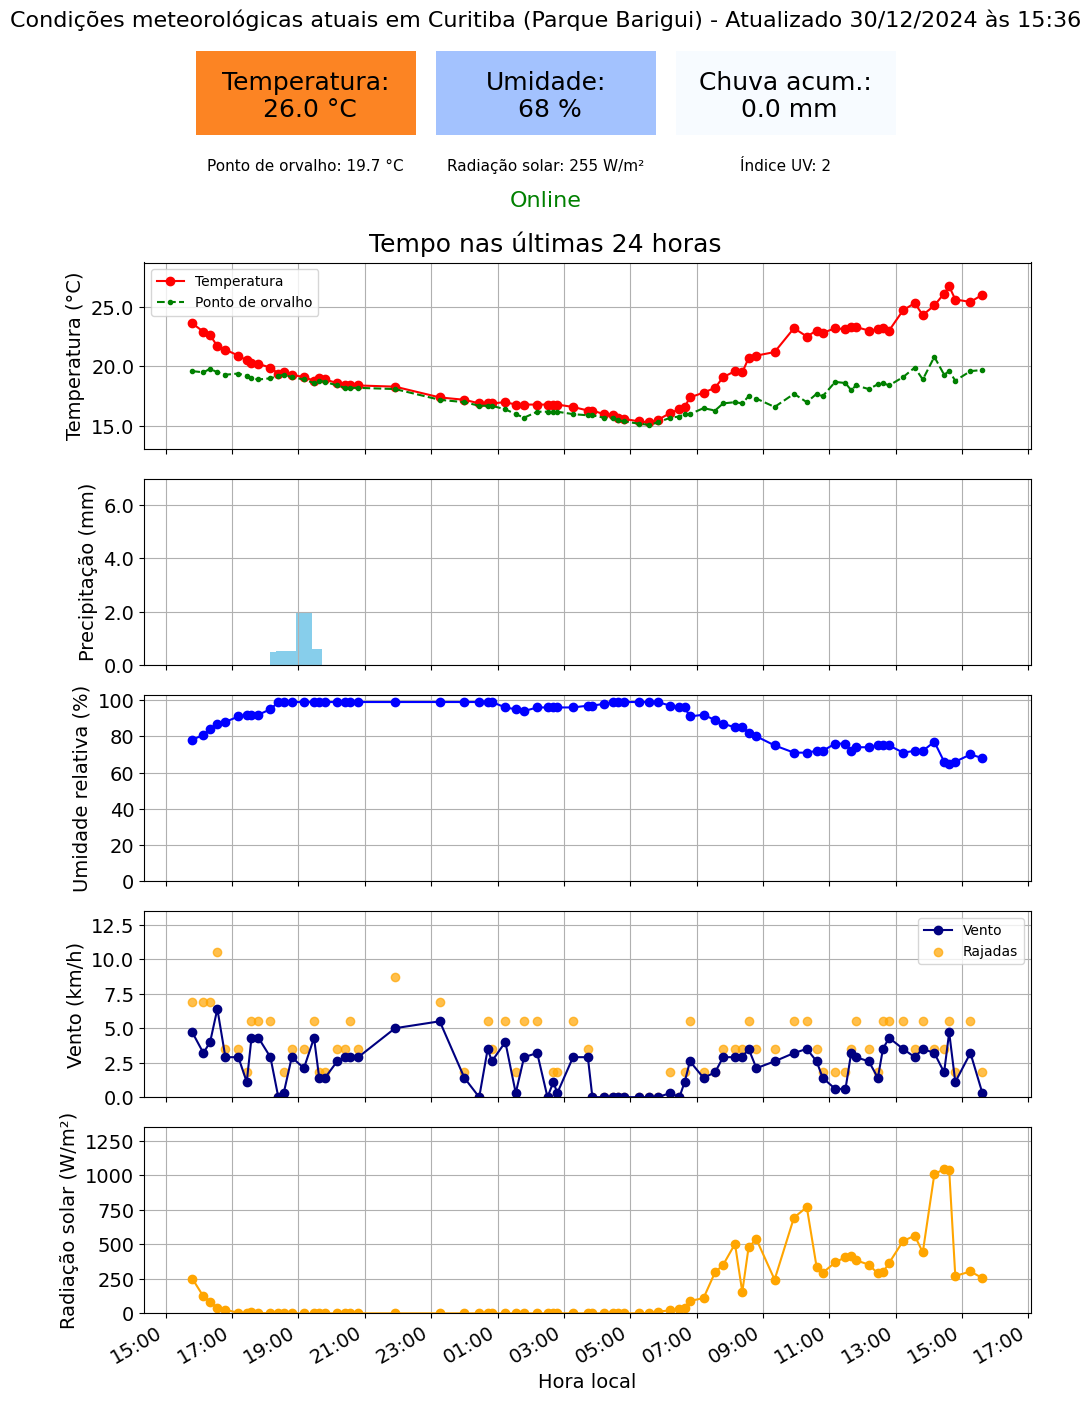 Condições meteorológicas atuais em Curitiba (Parque Barigui) - Atualizado 30/12/2024 às 15:36
Temperatura:
26.0 °C
Umidade:
68 %
Chuva acum.:
0.0 mm
Ponto de orvalho: 19.7 °C
Radiação solar: 255 W/m²
Índice UV: 2
Online
Tempo nas últimas 24 horas
Temperatura (°C)
25.0
20.0
15.0
Temperatura
Ponto de orvalho
Precipitação (mm)
6.0
4.0
2.0
0.0
Umidade relativa (%)
100
80
60
40
20
0
Vento (km/h)
12.5
10.0
7.5
5.0
2.5
0.0
Vento
Rajadas
Radiação solar (W/m²)
1250
1000
750
500
250
0
15:00 17:00 19:00 21:00 23:00 01:00 03:00 05:00 07:00 09:00 11:00 13:00 15:00 17:00
Hora local